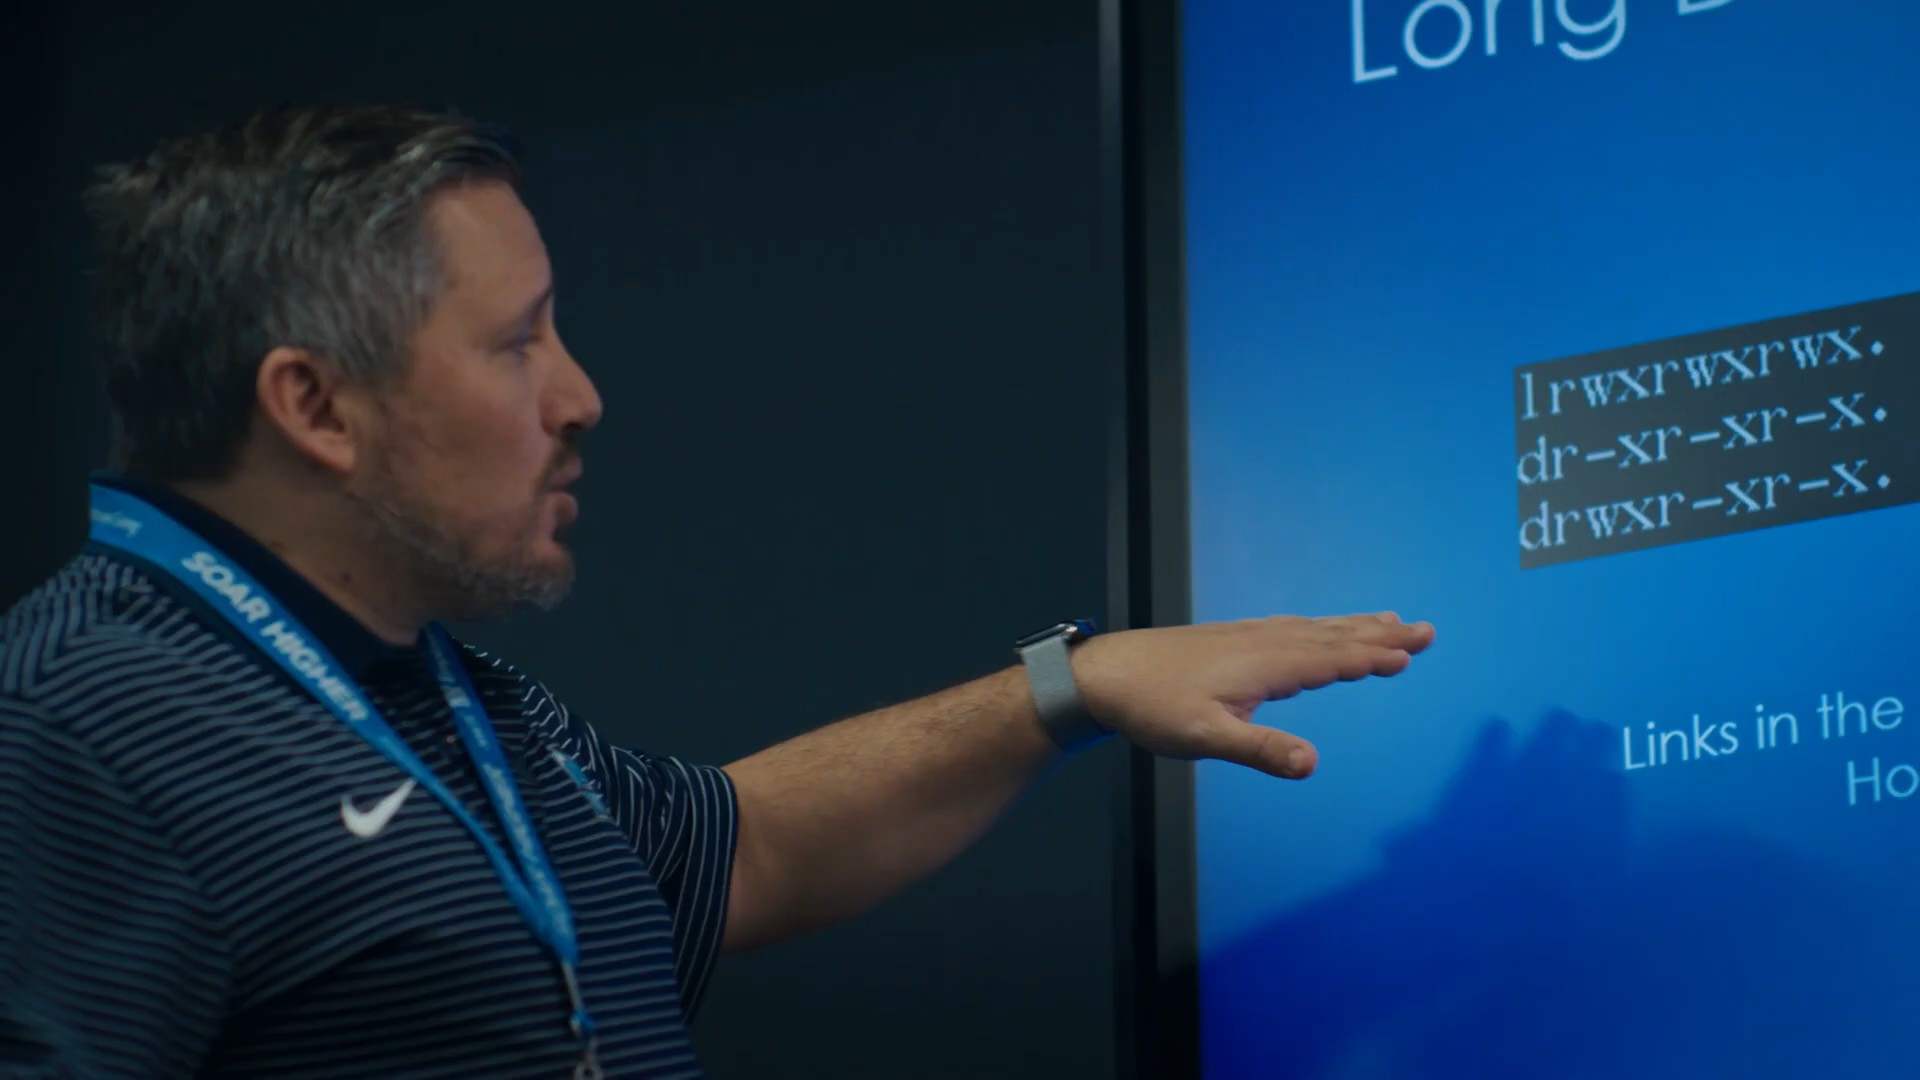 Long
lrwxrwxrwx.
dr-xr-xr-x.
drwxr-xr-x.
Links in the
Ho
SOAR HIGHER